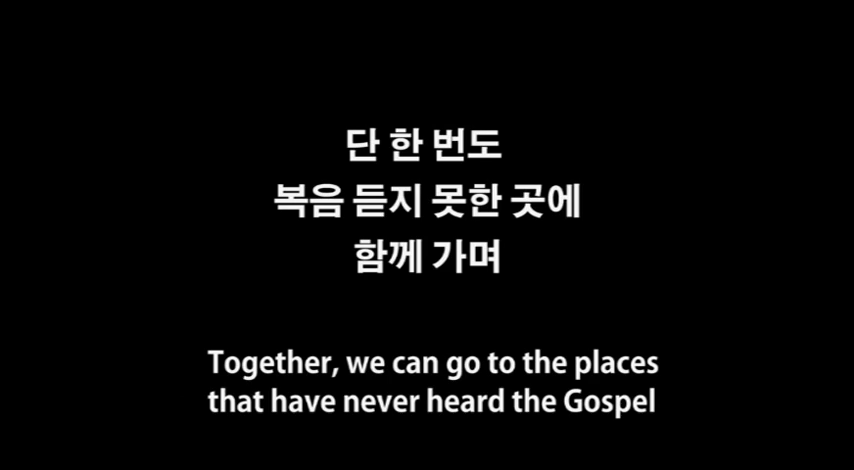 단 한 번도
복음 듣지 못한 곳에
함께 가며
Together, we can go to the places
that have never heard the Gospel